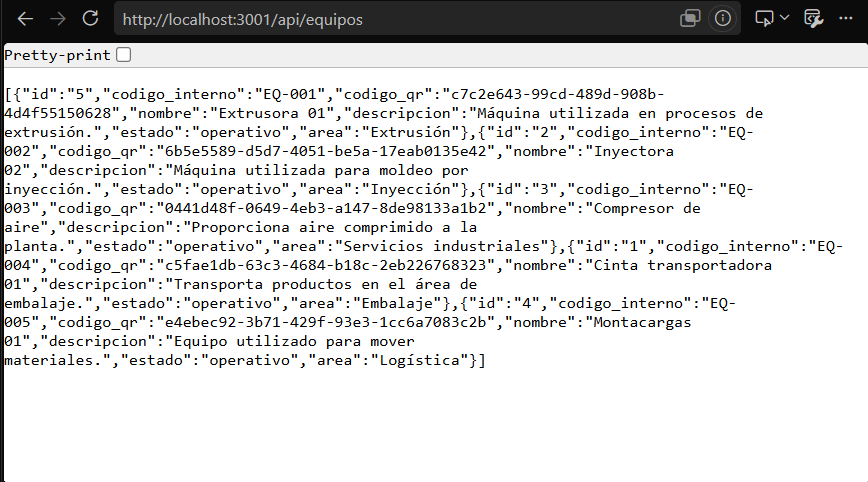 http://localhost:3001/api/equipos
Pretty-print
[{"id":"5","codigo_interno":"EQ-001","codigo_qr":"c7c2e643-99cd-489d-908b-
4d4f55150628","nombre":"Extrusora 01","descripcion":"Máquina utilizada en procesos de
extrusión.","estado":"operativo","area":"Extrusión"},{"id":"2","codigo_interno":"EQ-
002","codigo_qr":"6b5e5589-d5d7-4051-be5a-17eab0135e42","nombre":"Inyectora
02","descripcion":"Máquina utilizada para moldeo por
inyección.","estado":"operativo","area":"Inyección"},{"id":"3","codigo_interno":"EQ-
003","codigo_qr":"0441d48f-0649-4eb3-a147-8de98133a1b2","nombre":"Compresor de
aire","descripcion":"Proporciona aire comprimido a la
planta.","estado":"operativo","area":"Servicios industriales"},{"id":"1","codigo_interno":"EQ-
004","codigo_qr":"c5fae1db-63c3-4684-b18c-2eb226768323","nombre":"Cinta transportadora
01","descripcion":"Transporta productos en el área de
embalaje.","estado":"operativo","area":"Embalaje"},{"id":"4","codigo_interno":"EQ-
005","codigo_qr":"e4ebec92-3b71-429f-93e3-1cc6a7083c2b","nombre":"Montacargas
01","descripcion":"Equipo utilizado para mover
materiales.","estado":"operativo","area":"Logística"}]